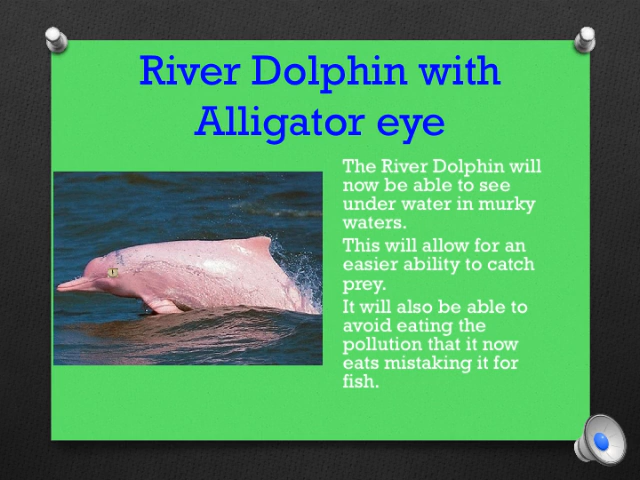 River Dolphin with
Alligator eye
The River Dolphin will
now be able to see
under water in murky
waters.
This will allow for an
easier ability to catch
prey.
It will also be able to
avoid eating the
pollution that it now
eats mistaking it for
fish.